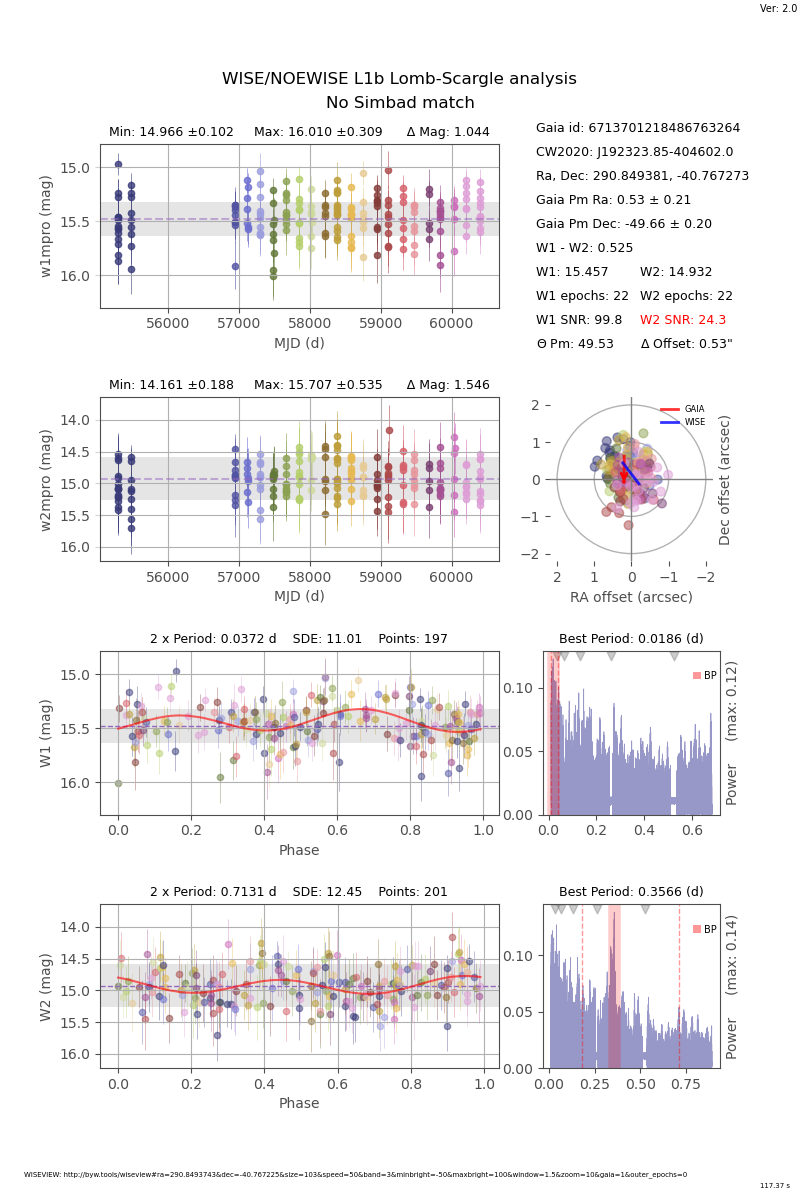 Ver: 2.0
WISE/NOEWISE L1b Lomb-Scargle analysis
No Simbad match
Min: 14.966 ±0.102 Max: 16.010 ±0.309 Δ Mag: 1.044
15.0
15.5
16.0
w1mpro (mag)
56000 57000 58000 59000 60000
MJD (d)
Gaia id: 6713701218486763264
CW2020: J192323.85-404602.0
Ra, Dec: 290.849381, -40.767273
Gaia Pm Ra: 0.53 ± 0.21
Gaia Pm Dec: -49.66 ± 0.20
W1 - W2: 0.525
W1: 15.457 W2: 14.932
W1 epochs: 22 W2 epochs: 22
W1 SNR: 99.8 W2 SNR: 24.3
Θ Pm: 49.53 Δ Offset: 0.53"
Min: 14.161 ±0.188 Max: 15.707 ±0.535 Δ Mag: 1.546
14.0
14.5
15.0
15.5
16.0
w2mpro (mag)
56000 57000 58000 59000 60000
MJD (d)
GAIA
WISE
2
1
0
−1
−2
2 1 0 −1 −2
RA offset (arcsec)
Dec offset (arcsec)
2 x Period: 0.0372 d SDE: 11.01 Points: 197
15.0
15.5
16.0
W1 (mag)
0.0 0.2 0.4 0.6 0.8 1.0
Phase
Best Period: 0.0186 (d)
BP
0.10
0.05
0.00
0.0 0.2 0.4 0.6
Power (max: 0.12)
2 x Period: 0.7131 d SDE: 12.45 Points: 201
14.0
14.5
15.0
15.5
16.0
W2 (mag)
0.0 0.2 0.4 0.6 0.8 1.0
Phase
Best Period: 0.3566 (d)
BP
0.10
0.05
0.00
0.00 0.25 0.50 0.75
Power (max: 0.14)
WISEVIEW: http://byw.tools/wiseview#ra=290.8493743&dec=-40.767225&size=103&speed=50&band=3&minbright=-50&maxbright=100&window=1.5&zoom=10&gaia=1&outer_epochs=0
117.37 s